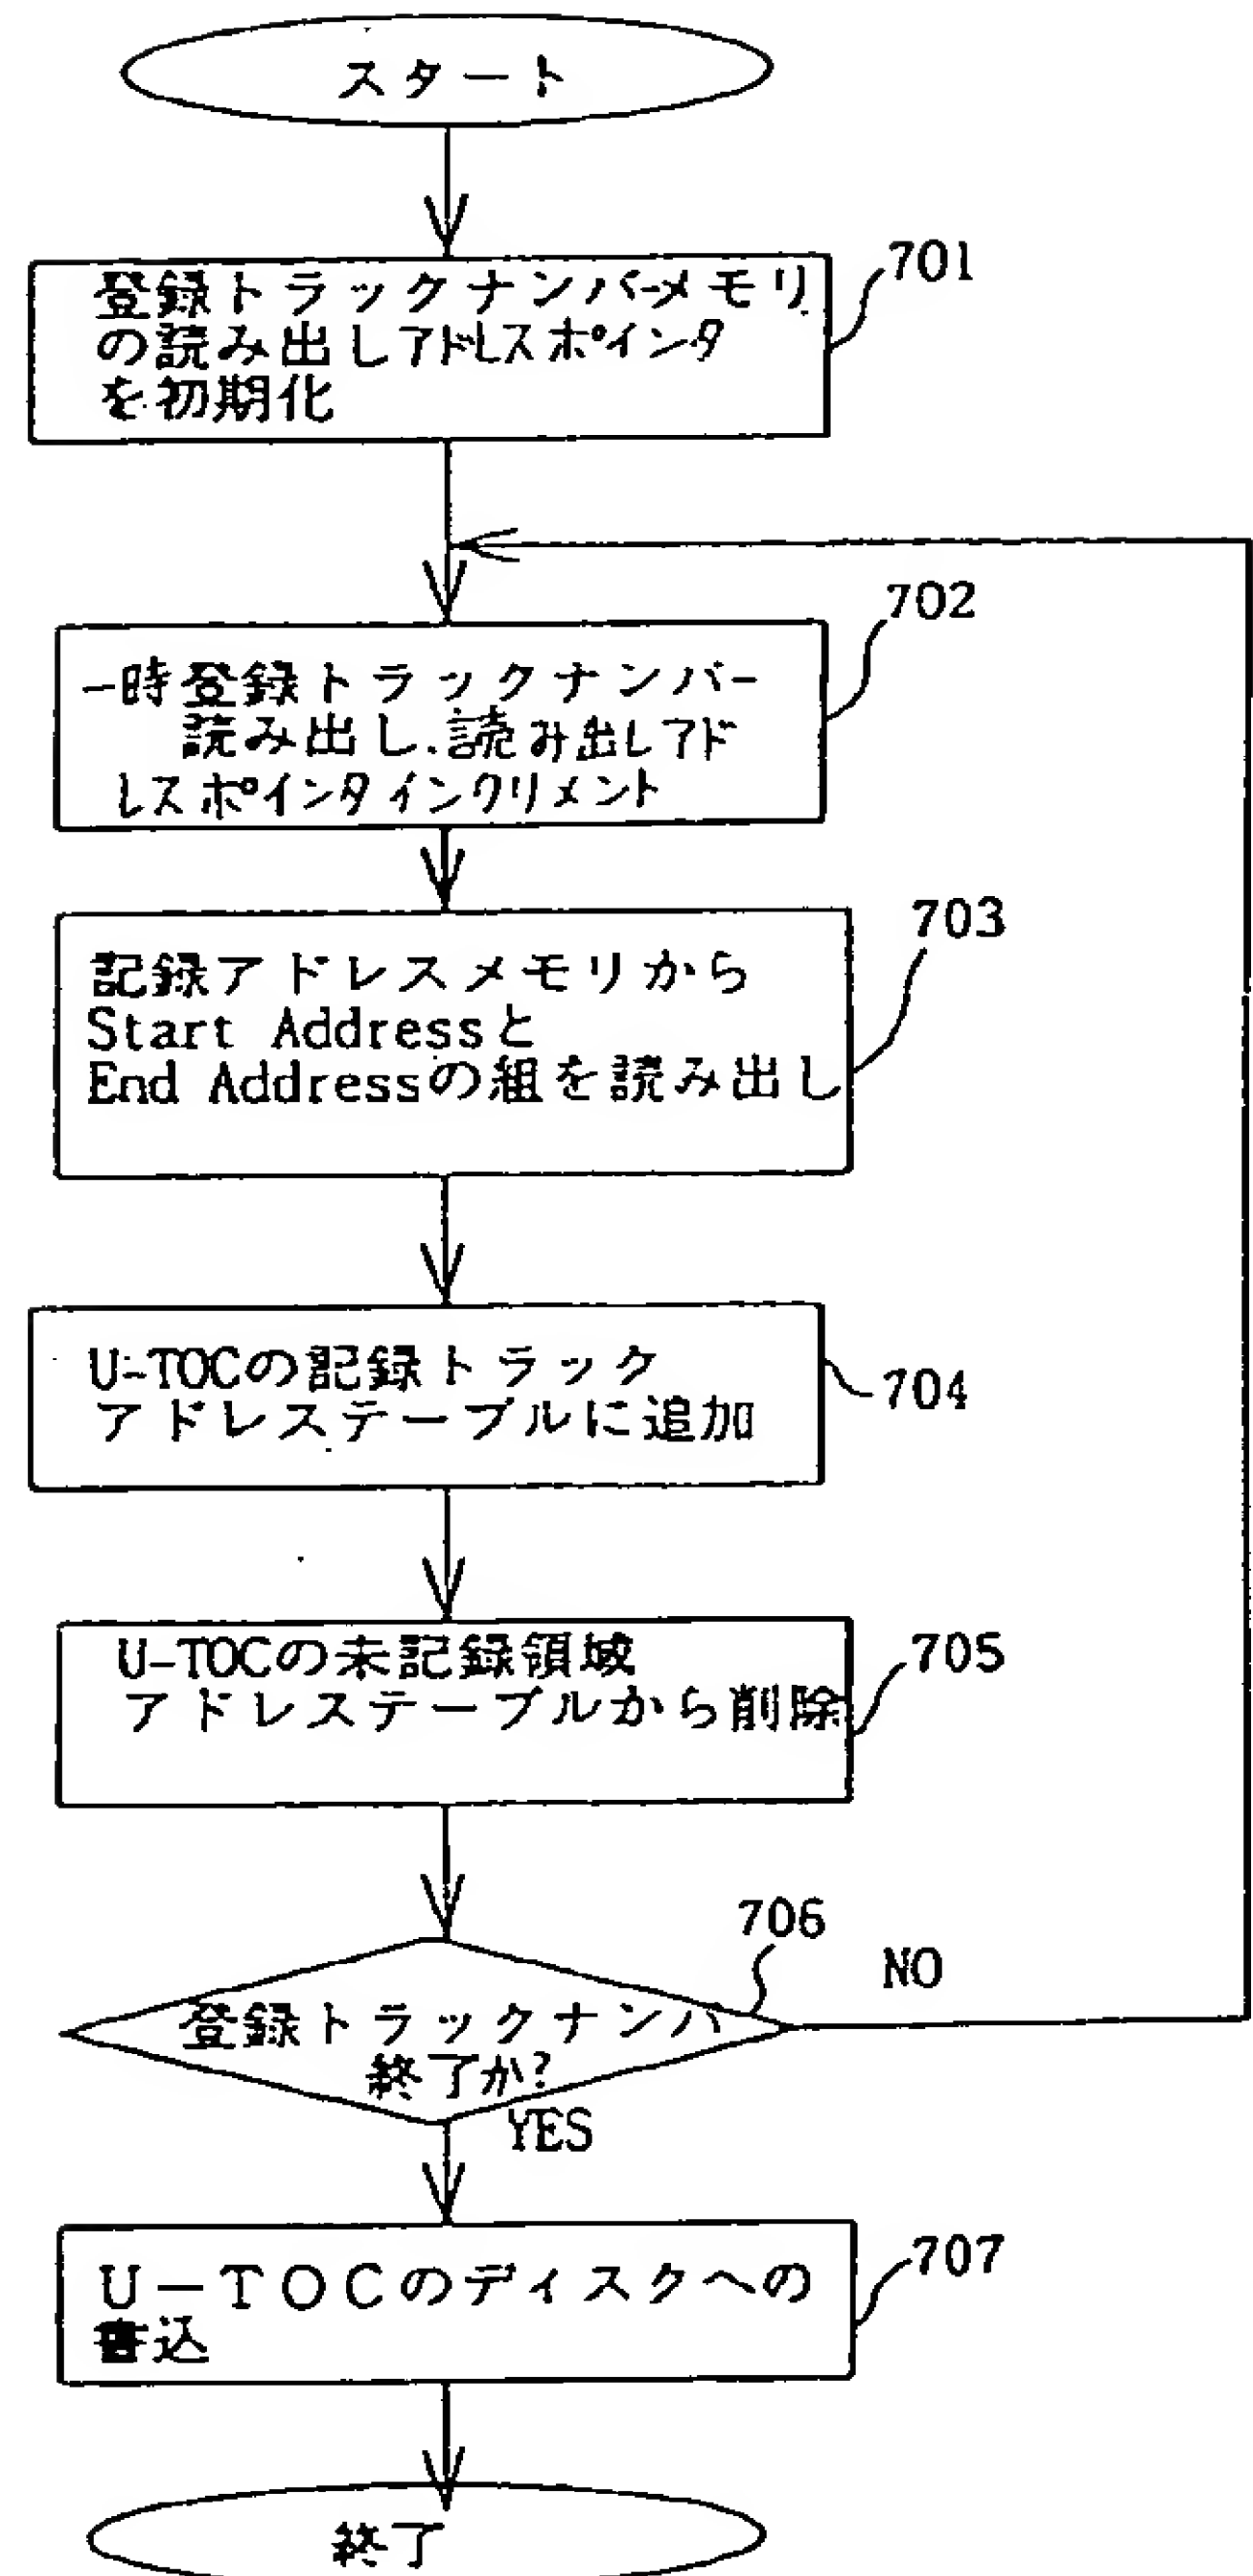 スタート
701
登録トラックナンバーメモリ
の読み出しアドレスポインタ
を初期化
702
一時登録トラックナンバー
読み出し、読み出しアド
レスポインタインクリメント
703
記録アドレスメモリから
Start Addressと
End Addressの組を読み出し
U-TOCの記録トラック
704
アドレステーブルに追加
705
U-TOCの未記録領域
アドレステーブルから削除
706
NO
登録トラックナンバ
終了か?
YES
707
U-TOCのディスクへの
書込
終了